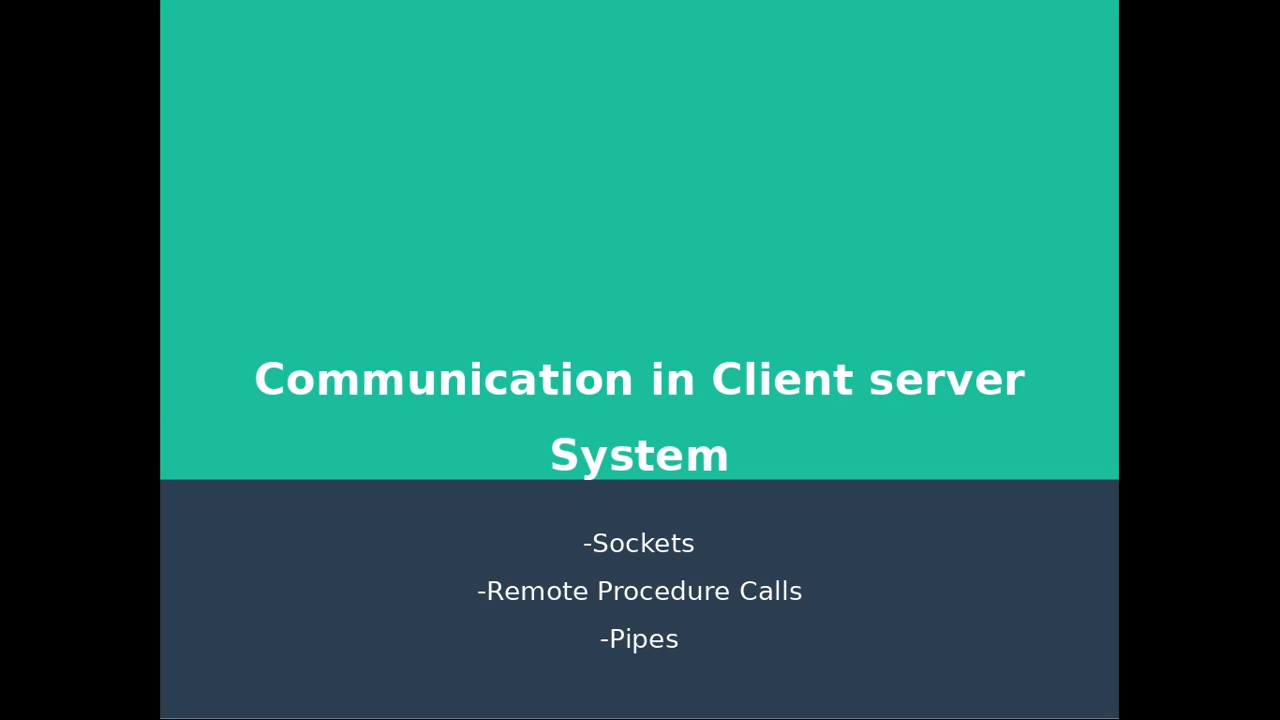 Communication in Client server
System
-Sockets
-Remote Procedure Calls
-Pipes